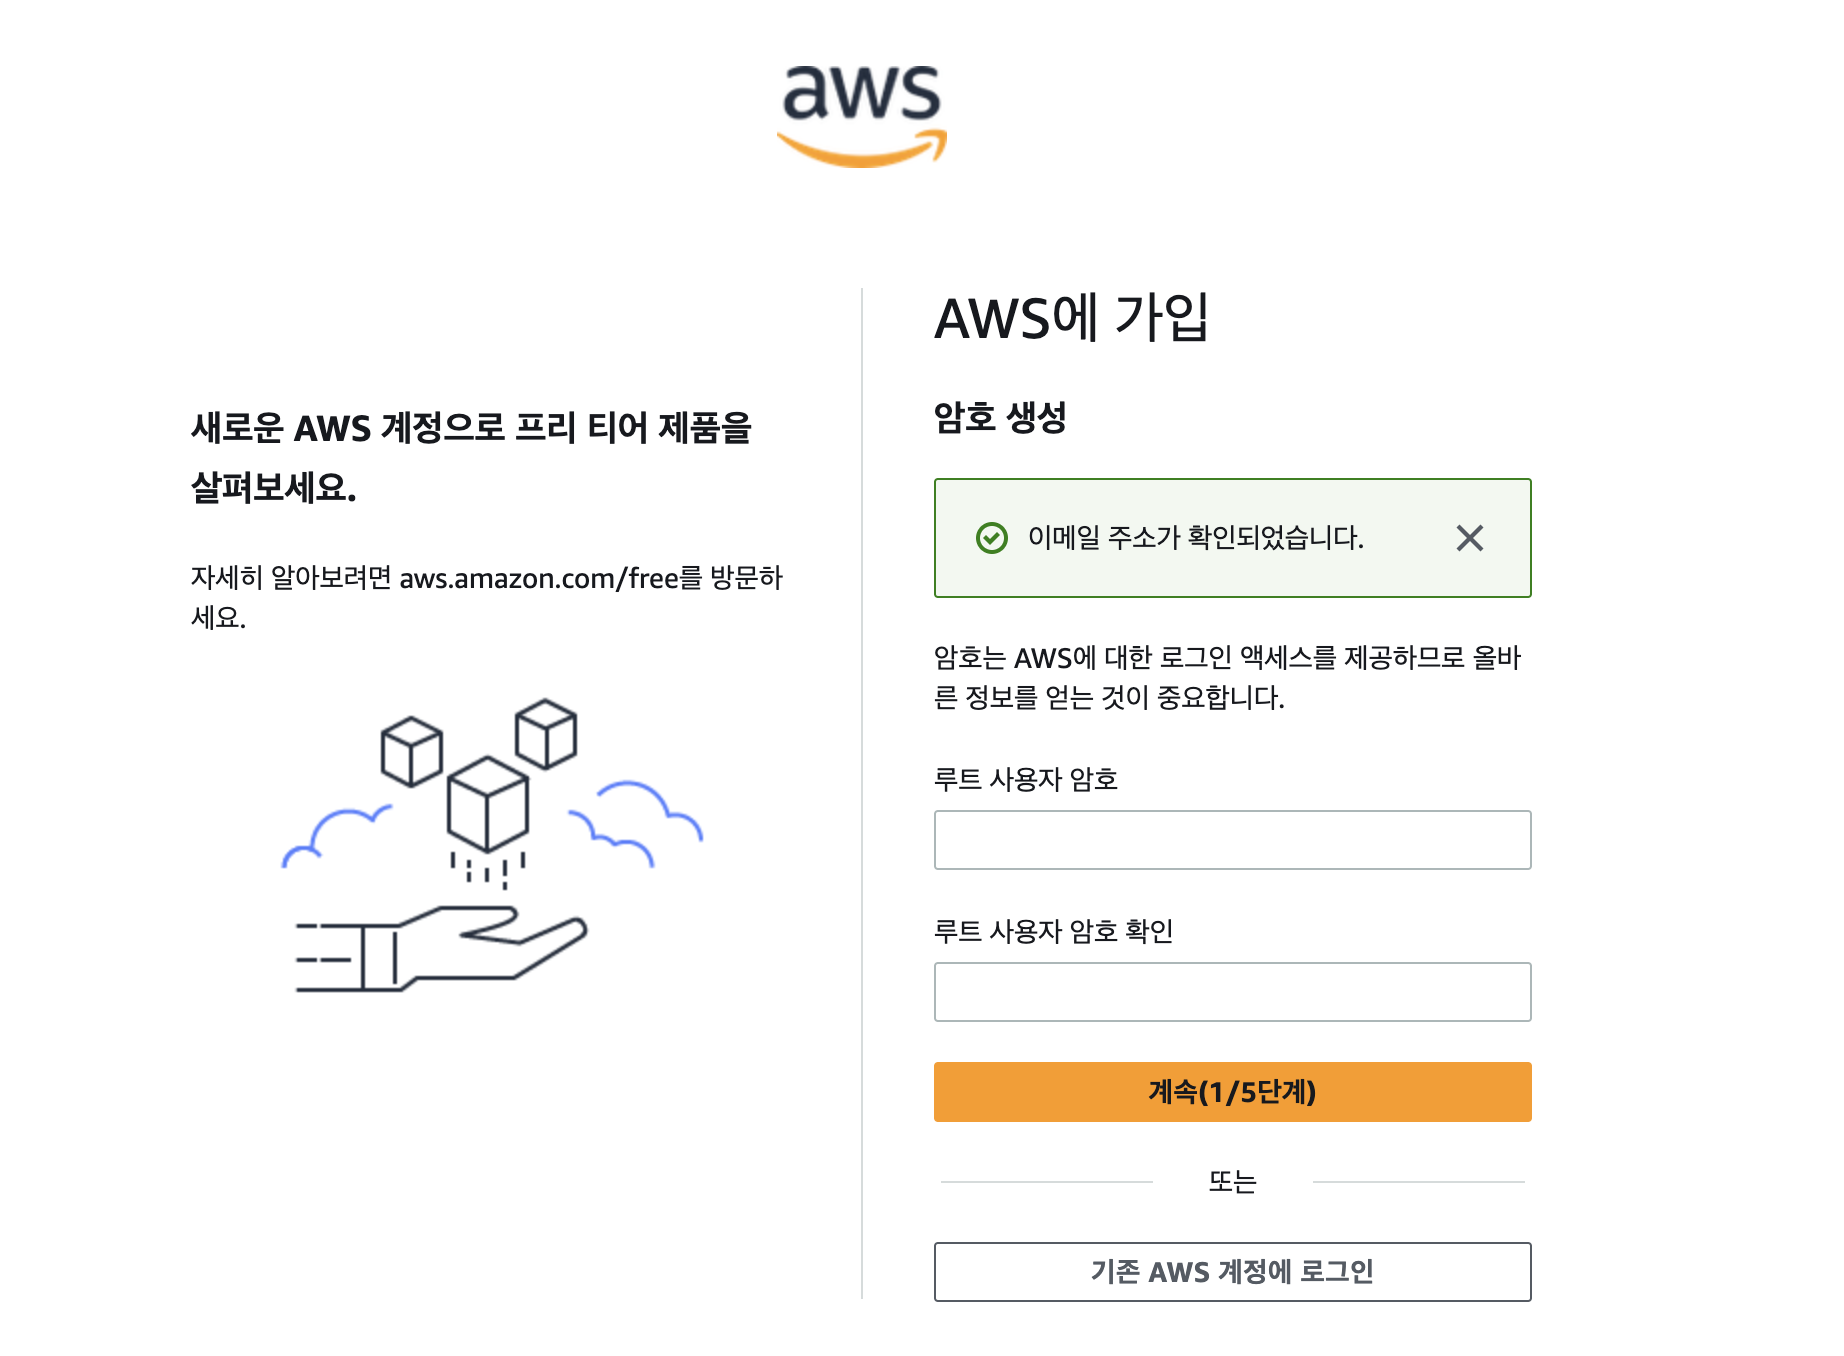 aws
새로운 AWS 계정으로 프리 티어 제품을
살펴보세요.
자세히 알아보려면 aws.amazon.com/free를 방문하
세요.
AWS에 가입
암호 생성
이메일 주소가 확인되었습니다.
암호는 AWS에 대한 로그인 액세스를 제공하므로 올바
른 정보를 얻는 것이 중요합니다.
루트 사용자 암호
루트 사용자 암호 확인
계속(1/5단계)
또는
기존 AWS 계정에 로그인